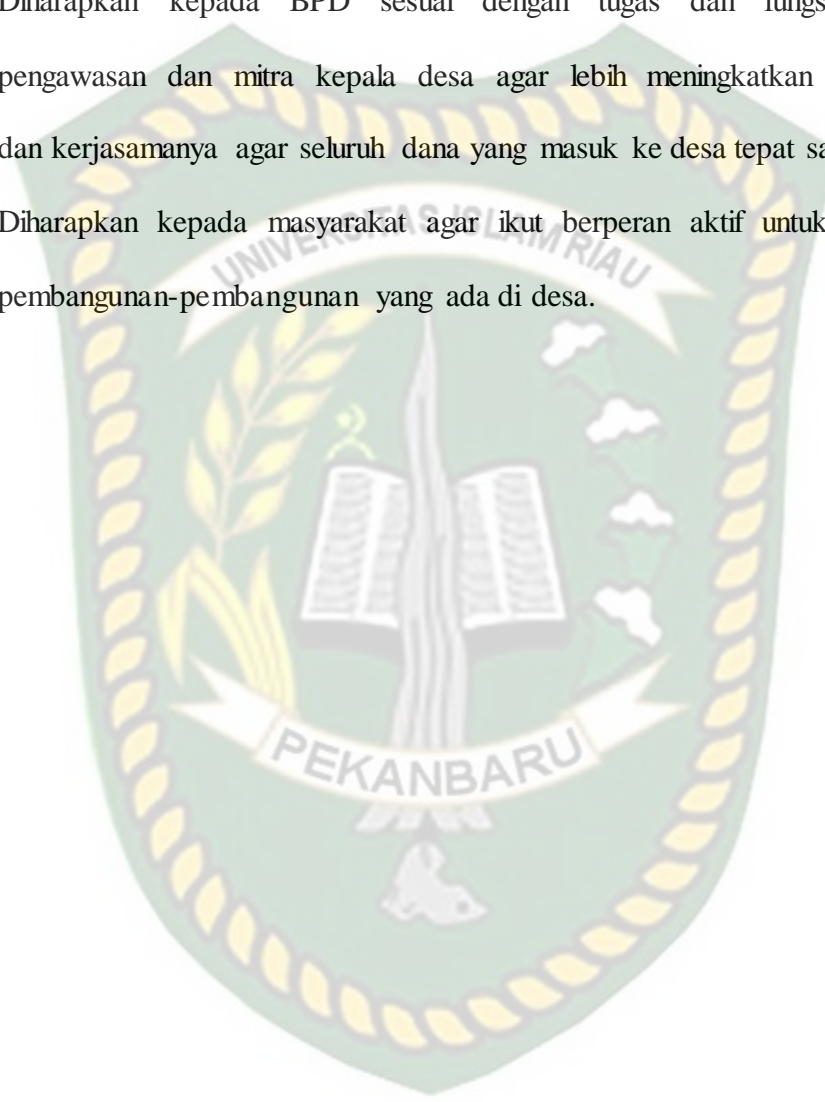 Diharapkan kepada BPD sesuai dengan tugas dan
pengawasan dan mitra kepala desa agar lebih meningkatkan
dan kerjasamanya agar seluruh dana yang masuk ke desa tepat
Diharapkan kepada masyarakat agar ikut berperan aktif untuk
pembangunan-pembangunan yang ada di desa.
UNIVERSITAS ISLAM RIAU
PEKANBARU